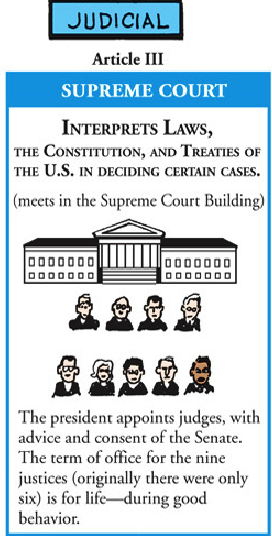 JUDICIAL
Article III
SUPREME COURT
INTERPRETS LAWS,
THE CONSTITUTION, AND TREATIES OF
THE U.S. IN DECIDING CERTAIN CASES.
(meets in the Supreme Court Building)
The president appoints judges, with
advice and consent of the Senate.
The term of office for the nine
justices (originally there were only
six) is for life—during good
behavior.